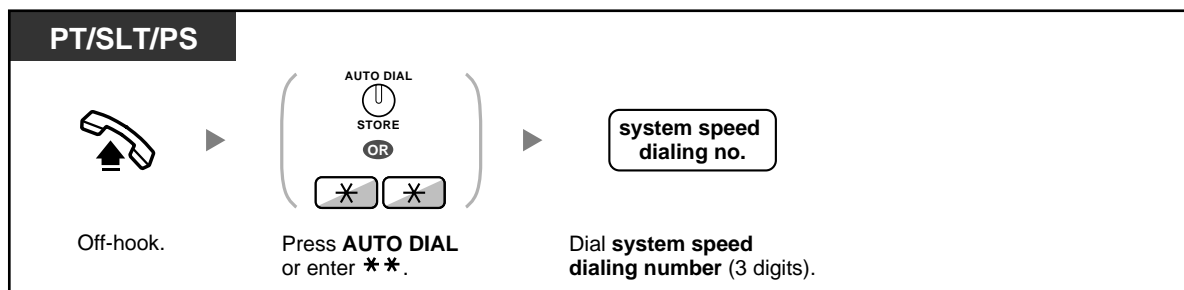 PT/SLT/PS
AUTO DIAL
STORE
OR
* *
system speed
dialing no.
Off-hook.
Press AUTO DIAL
or enter **.
Dial system speed
dialing number (3 digits).